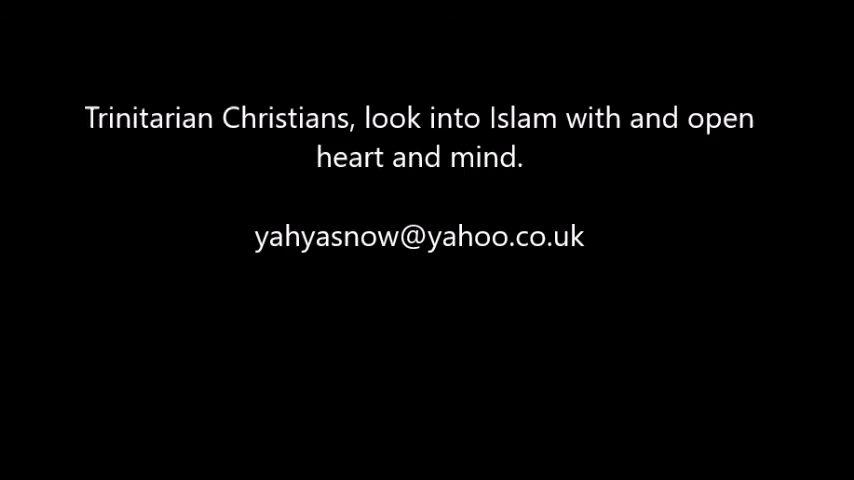 Trinitarian Christians, look into Islam with and open
heart and mind.
yahyasnow@yahoo.co.uk